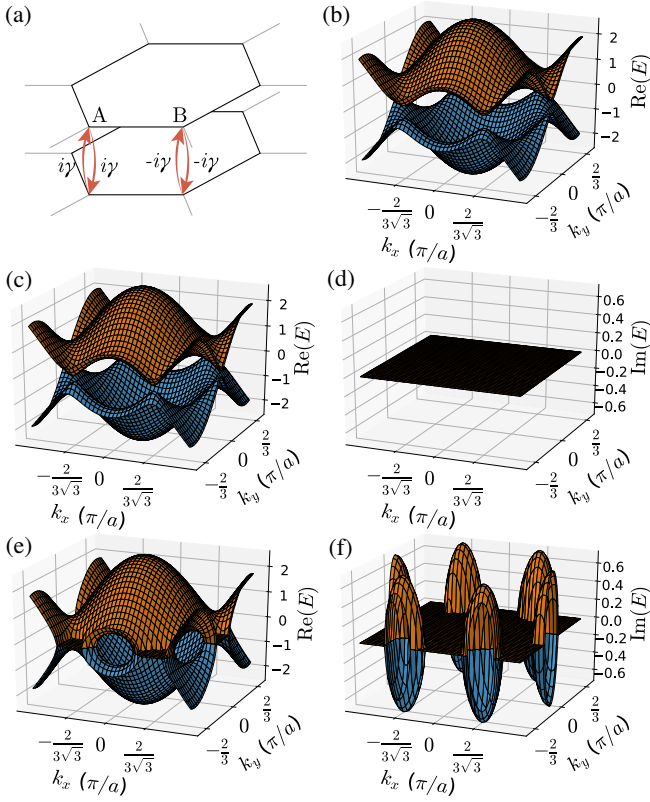 (a)
A
B
iγ
iγ
-iγ
-iγ
(b)
2
1
0
−1
−2
Re(E)
−2/(3√3) 0 2/(3√3)
k_x (π/a)
−2/3 0 2/3
k_y (π/a)
(c)
2
1
0
−1
−2
Re(E)
−2/(3√3) 0 2/(3√3)
k_x (π/a)
−2/3 0 2/3
k_y (π/a)
(d)
0.6
0.4
0.2
0.0
−0.2
−0.4
−0.6
Im(E)
−2/(3√3) 0 2/(3√3)
k_x (π/a)
−2/3 0 2/3
k_y (π/a)
(e)
2
1
0
−1
−2
Re(E)
−2/(3√3) 0 2/(3√3)
k_x (π/a)
−2/3 0 2/3
k_y (π/a)
(f)
0.6
0.4
0.2
0.0
−0.2
−0.4
−0.6
Im(E)
−2/(3√3) 0 2/(3√3)
k_x (π/a)
−2/3 0 2/3
k_y (π/a)